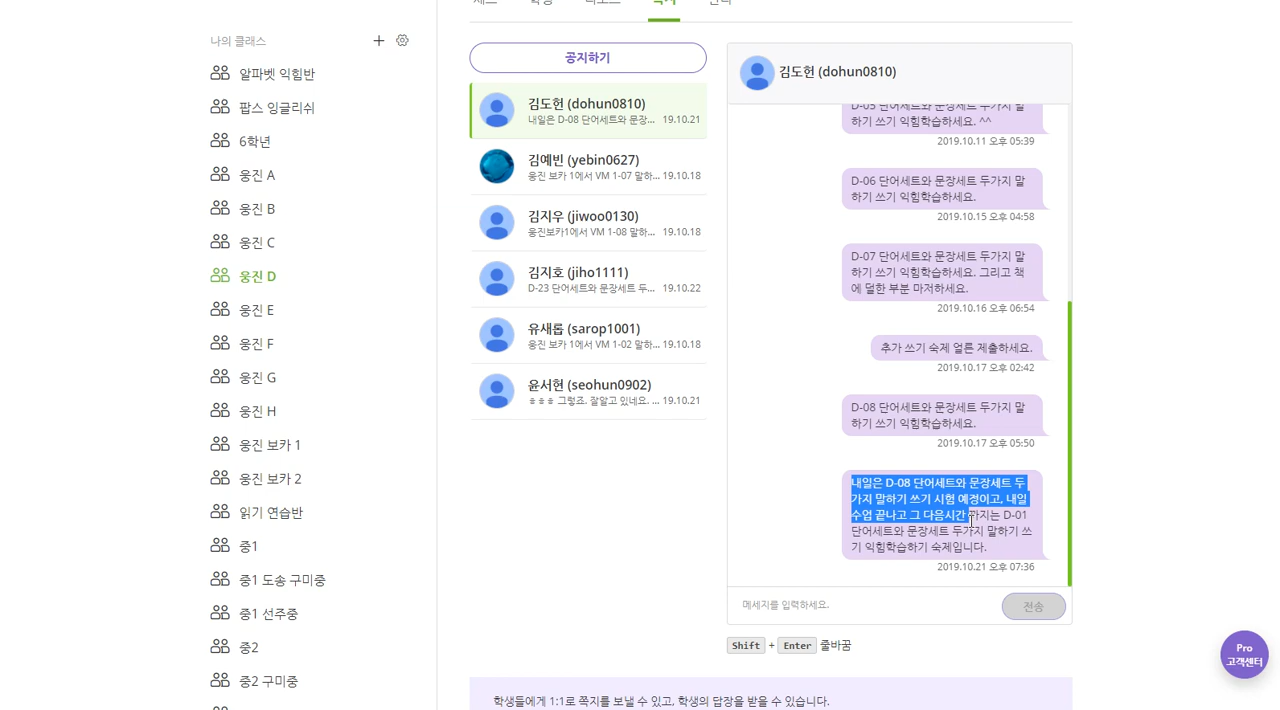 쪽지
나의 클래스
알파벳 익힘반
팝스 잉글리쉬
6학년
웅진 A
웅진 B
웅진 C
웅진 D
웅진 E
웅진 F
웅진 G
웅진 H
웅진 보카 1
웅진 보카 2
읽기 연습반
중1
중1 도송 구미중
중1 선주중
중2
중2 구미중
공지하기
김도헌 (dohun0810)
내일은 D-08 단어세트와 문장... 19.10.21
김예빈 (yebin0627)
웅진 보카 1에서 VM 1-07 말하... 19.10.18
김지우 (jiwoo0130)
웅진보카1에서 VM 1-08 말하... 19.10.18
김지호 (jiho1111)
D-23 단어세트와 문장세트 두... 19.10.22
유새롭 (sarop1001)
웅진 보카 1에서 VM 1-02 말하... 19.10.18
윤서현 (seohun0902)
ㅎㅎㅎ 그렇죠. 잘알고 있네요. ... 19.10.21
김도헌 (dohun0810)
D-05 단어세트와 문장세트 두가지 말
하기 쓰기 익힘학습하세요. ^^
2019.10.11 오후 05:39
D-06 단어세트와 문장세트 두가지 말
하기 쓰기 익힘학습하세요.
2019.10.15 오후 04:58
D-07 단어세트와 문장세트 두가지 말
하기 쓰기 익힘학습하세요. 그리고 책
에 덜한 부분 마저하세요.
2019.10.16 오후 06:54
추가 쓰기 숙제 얼른 제출하세요.
2019.10.17 오후 02:42
D-08 단어세트와 문장세트 두가지 말
하기 쓰기 익힘학습하세요.
2019.10.17 오후 05:50
내일은 D-08 단어세트와 문장세트 두
가지 말하기 쓰기 시험 예정이고, 내일
수업 끝나고 그 다음시간 까지는 D-01
단어세트와 문장세트 두가지 말하기 쓰
기 익힘학습하기 숙제입니다.
2019.10.21 오후 07:36
메세지를 입력하세요.
전송
Shift + Enter 줄바꿈
Pro
고객센터
학생들에게 1:1로 쪽지를 보낼 수 있고, 학생의 답장을 받을 수 있습니다.